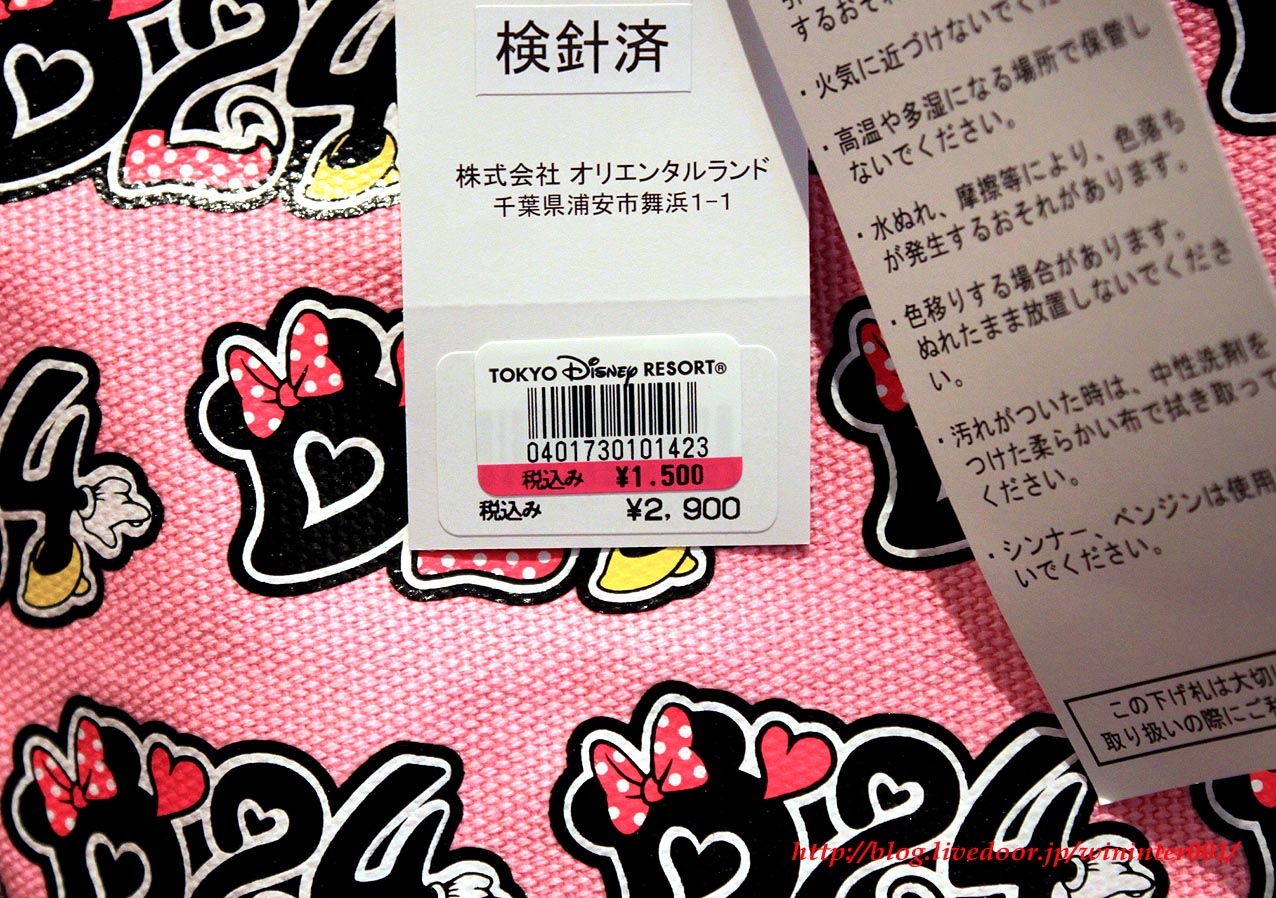 検針済
株式会社 オリエンタルランド
千葉県浦安市舞浜1-1
TOKYO Disney RESORT®
0401730101423
税込み ¥1.500
税込み ¥2,900
するおそれ
・火気に近づけないでくだ
・高温や多湿になる場所で保管し
ないでください。
・水ぬれ、摩擦等により、色落ち
が発生するおそれがあります。
・色移りする場合があります。
ぬれたまま放置しないでくださ
い。
・汚れがついた時は、中性洗剤を
つけた柔らかい布で拭き取って
ください。
・シンナー、ベンジンは使用
いでください。
この下げ札は大切に
取り扱いの際にご利
http://blog.livedoor.jp/wininter001/